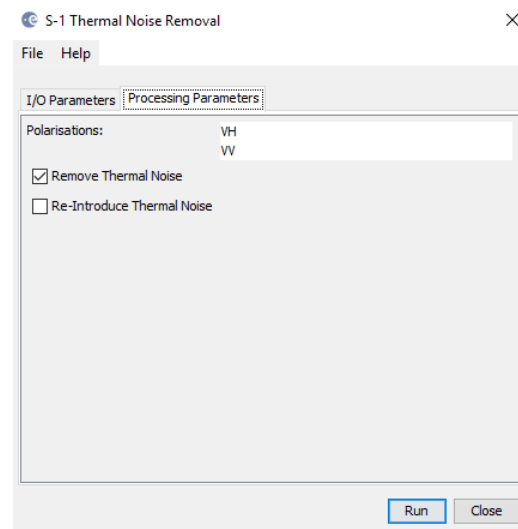 S-1 Thermal Noise Removal
File Help
I/O Parameters Processing Parameters
Polarisations: VH
VV
Remove Thermal Noise
Re-Introduce Thermal Noise
Run Close